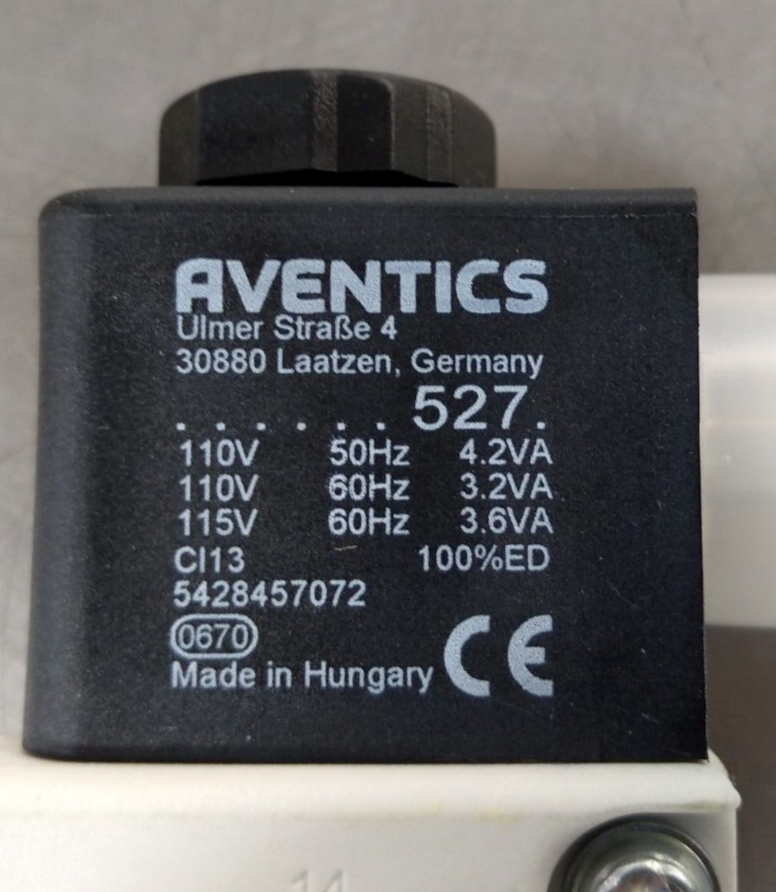 AVENTICS
Ulmer Straße 4
30880 Laatzen, Germany
. . . . . . 527.
110V 50Hz 4.2VA
110V 60Hz 3.2VA
115V 60Hz 3.6VA
CI13 100%ED
5428457072
0670
Made in Hungary CE
14